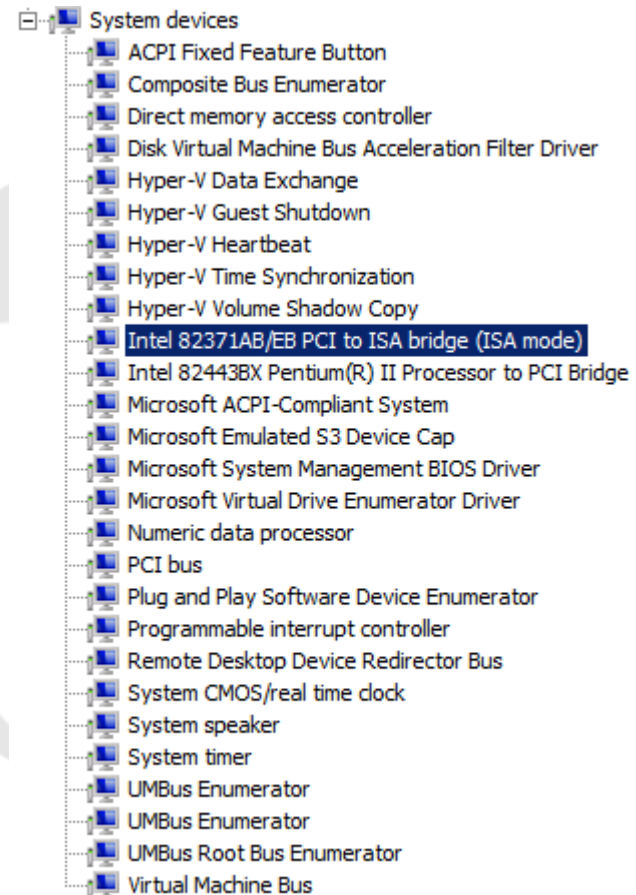 System devices
ACPI Fixed Feature Button
Composite Bus Enumerator
Direct memory access controller
Disk Virtual Machine Bus Acceleration Filter Driver
Hyper-V Data Exchange
Hyper-V Guest Shutdown
Hyper-V Heartbeat
Hyper-V Time Synchronization
Hyper-V Volume Shadow Copy
Intel 82371AB/EB PCI to ISA bridge (ISA mode)
Intel 82443BX Pentium(R) II Processor to PCI Bridge
Microsoft ACPI-Compliant System
Microsoft Emulated S3 Device Cap
Microsoft System Management BIOS Driver
Microsoft Virtual Drive Enumerator Driver
Numeric data processor
PCI bus
Plug and Play Software Device Enumerator
Programmable interrupt controller
Remote Desktop Device Redirector Bus
System CMOS/real time clock
System speaker
System timer
UMBus Enumerator
UMBus Enumerator
UMBus Root Bus Enumerator
Virtual Machine Bus